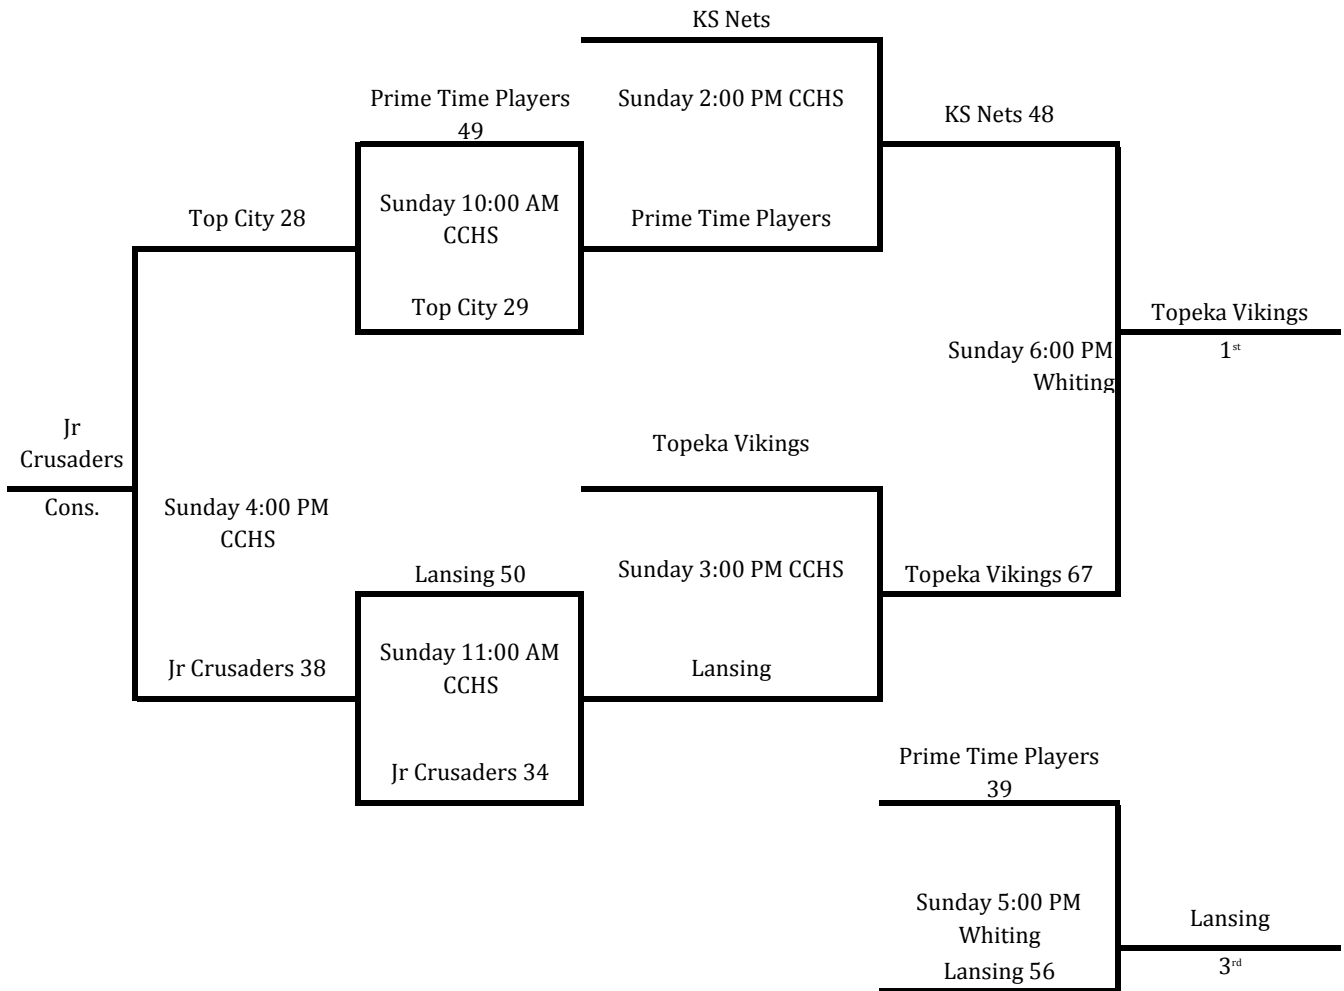 KS Nets
Prime Time Players
49
Sunday 2:00 PM CCHS
KS Nets 48
Top City 28
Sunday 10:00 AM
CCHS
Prime Time Players
Top City 29
Topeka Vikings
1st
Sunday 6:00 PM
Whiting
Jr
Crusaders
Cons.
Topeka Vikings
Sunday 4:00 PM
CCHS
Lansing 50
Sunday 3:00 PM CCHS
Topeka Vikings 67
Jr Crusaders 38
Sunday 11:00 AM
CCHS
Lansing
Jr Crusaders 34
Prime Time Players
39
Sunday 5:00 PM
Whiting
Lansing 56
Lansing
3rd